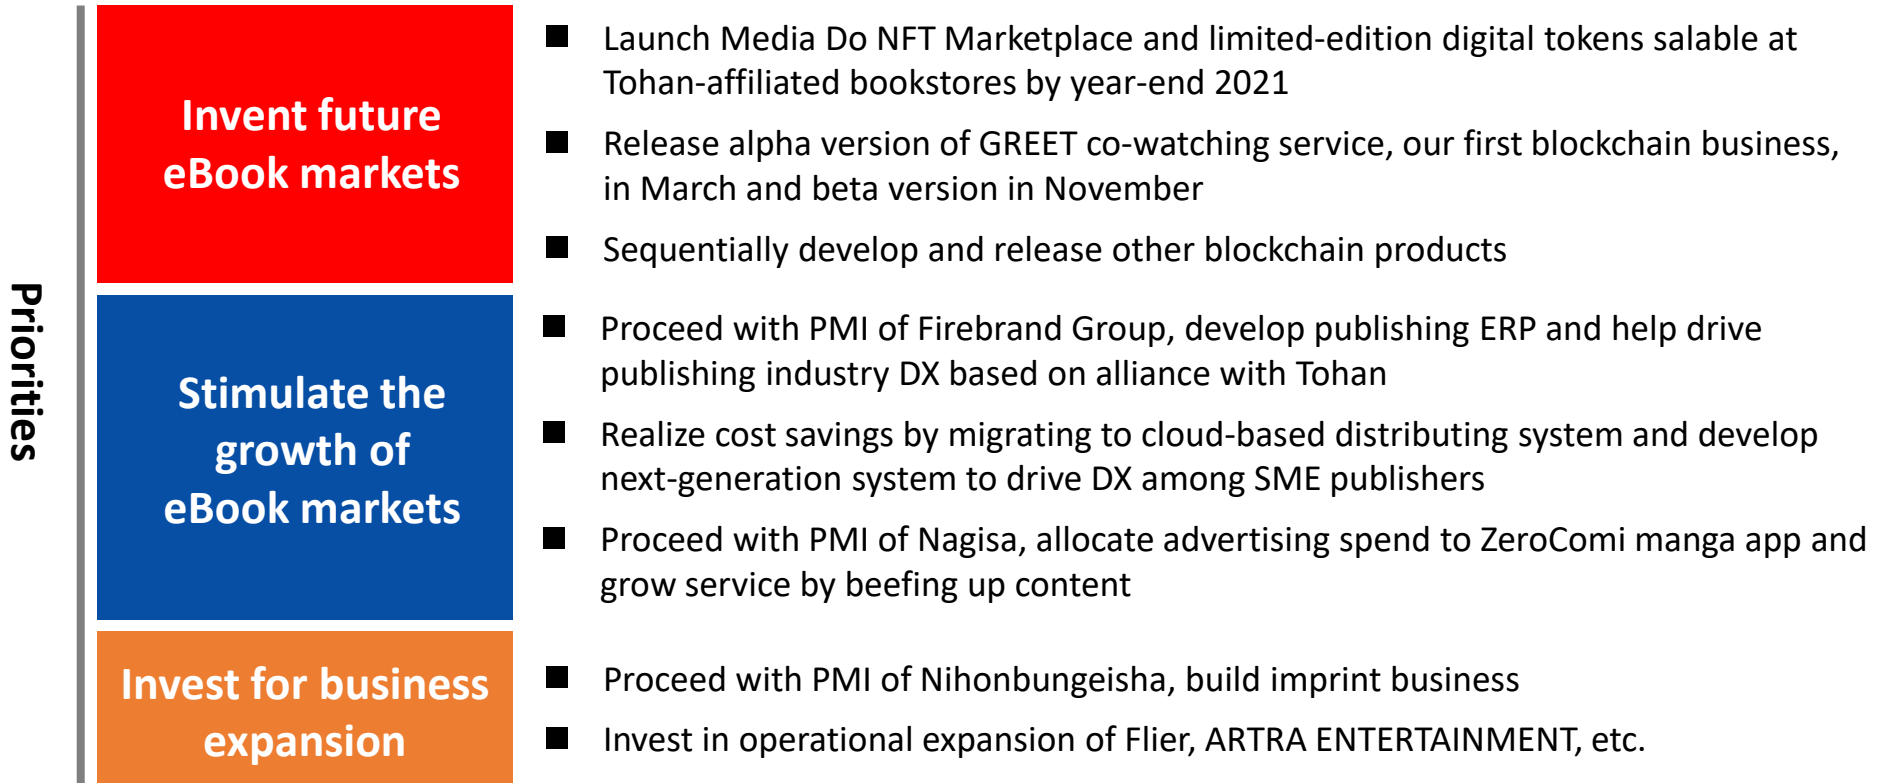 Priorities
Invent future
eBook markets
■ Launch Media Do NFT Marketplace and limited-edition digital tokens salable at
Tohan-affiliated bookstores by year-end 2021
■ Release alpha version of GREET co-watching service, our first blockchain business,
in March and beta version in November
■ Sequentially develop and release other blockchain products
Stimulate the
growth of
eBook markets
■ Proceed with PMI of Firebrand Group, develop publishing ERP and help drive
publishing industry DX based on alliance with Tohan
■ Realize cost savings by migrating to cloud-based distributing system and develop
next-generation system to drive DX among SME publishers
■ Proceed with PMI of Nagisa, allocate advertising spend to ZeroComi manga app and
grow service by beefing up content
Invest for business
expansion
■ Proceed with PMI of Nihonbungeisha, build imprint business
■ Invest in operational expansion of Flier, ARTRA ENTERTAINMENT, etc.